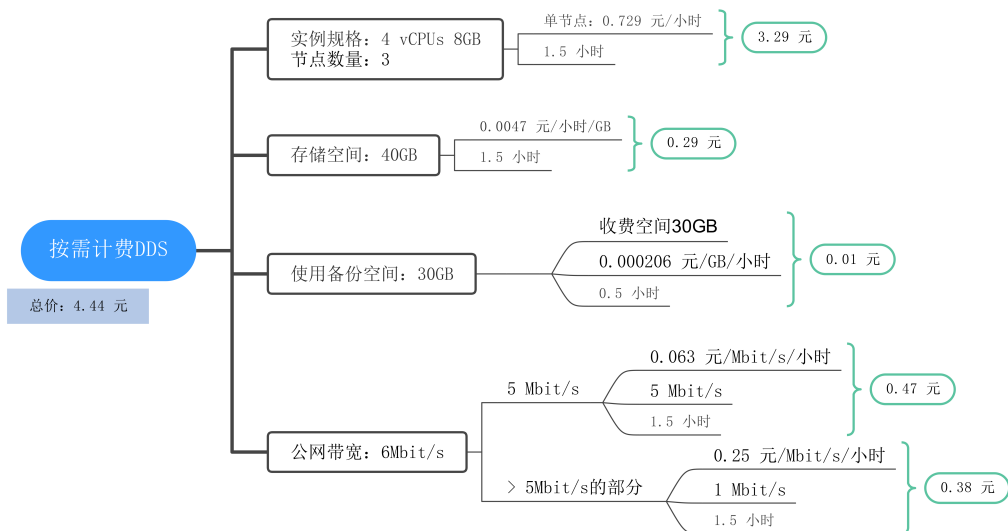 按需计费DDS
总价：4.44 元
实例规格：4 vCPUs 8GB
节点数量：3
单节点：0.729 元/小时
1.5 小时
3.29 元
存储空间：40GB
0.0047 元/小时/GB
1.5 小时
0.29 元
使用备份空间：30GB
收费空间30GB
0.000206 元/GB/小时
0.5 小时
0.01 元
公网带宽：6Mbit/s
5 Mbit/s
0.063 元/Mbit/s/小时
5 Mbit/s
1.5 小时
0.47 元
> 5Mbit/s的部分
0.25 元/Mbit/s/小时
1 Mbit/s
1.5 小时
0.38 元